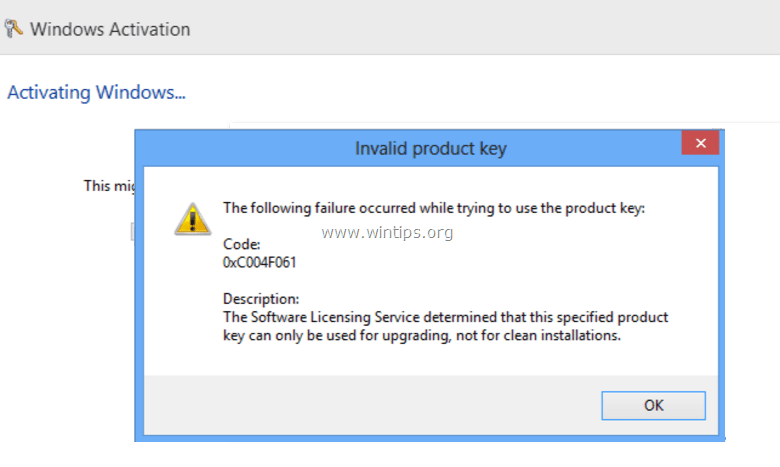 Windows Activation
Activating Windows...
Invalid product key
This mig
The following failure occurred while trying to use the product key:
www.wintips.org
Code:
0xC004F061
Description:
The Software Licensing Service determined that this specified product
key can only be used for upgrading, not for clean installations.
OK